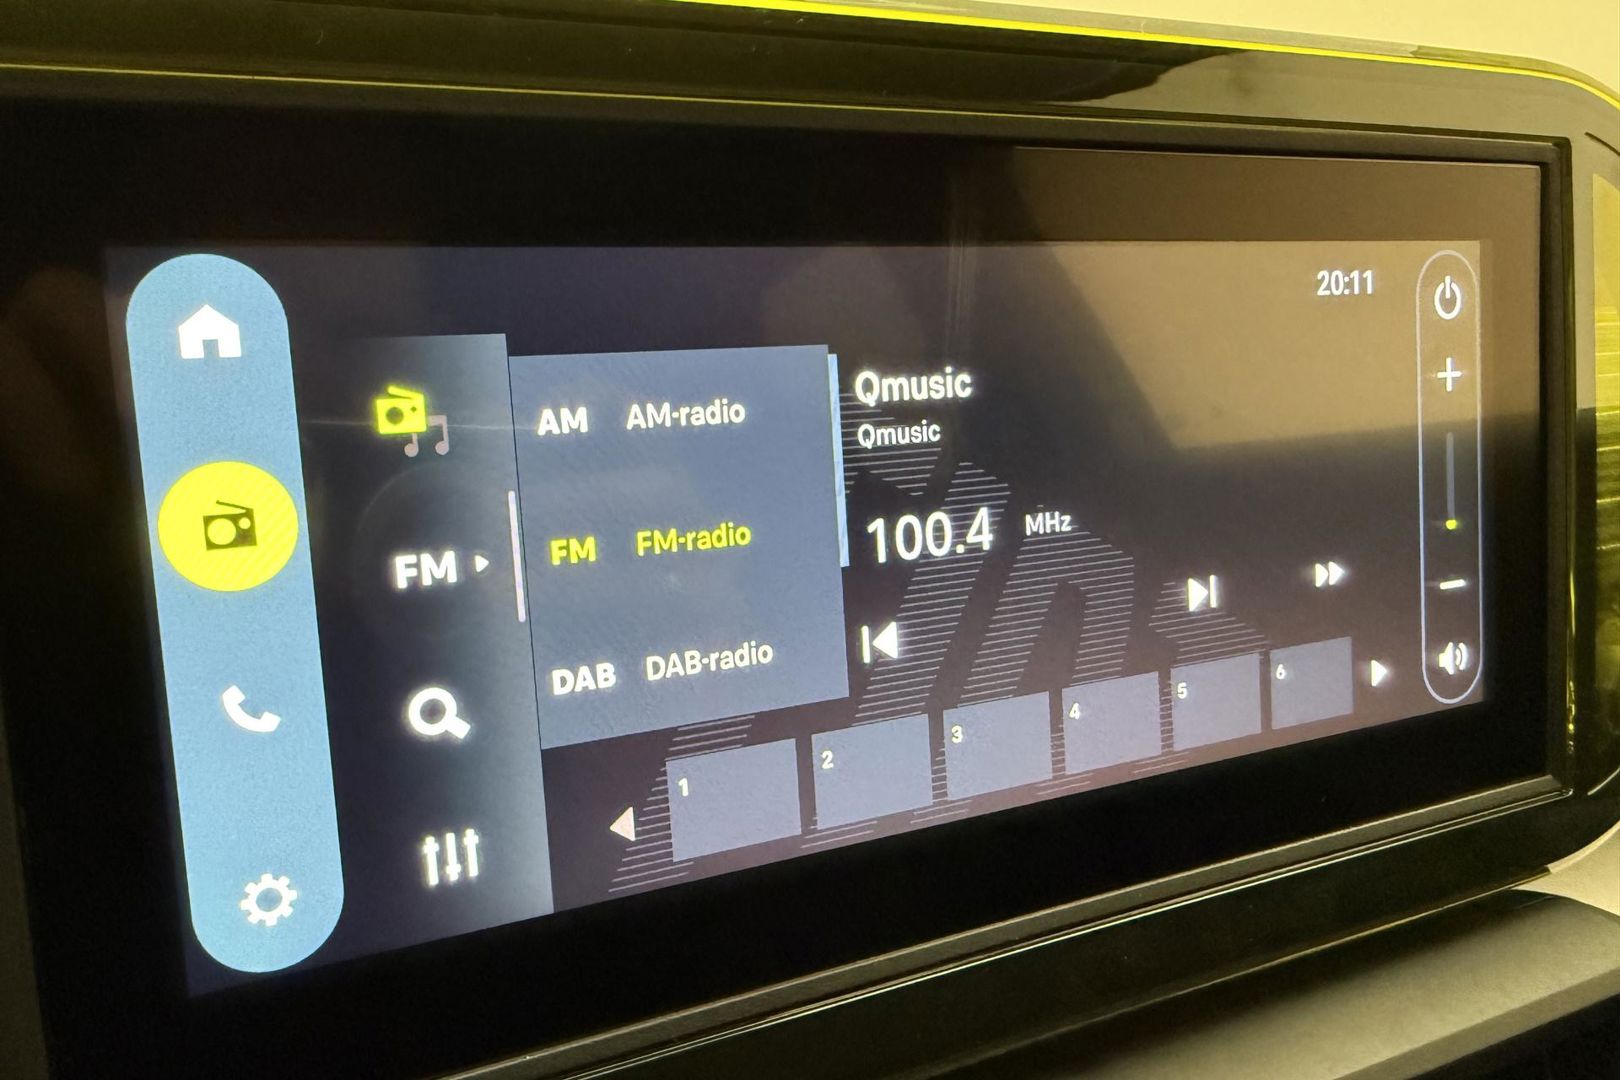 20:11
AM AM-radio
FM FM-radio
DAB DAB-radio
FM
Qmusic
Qmusic
100.4 MHz
1 2 3 4 5 6